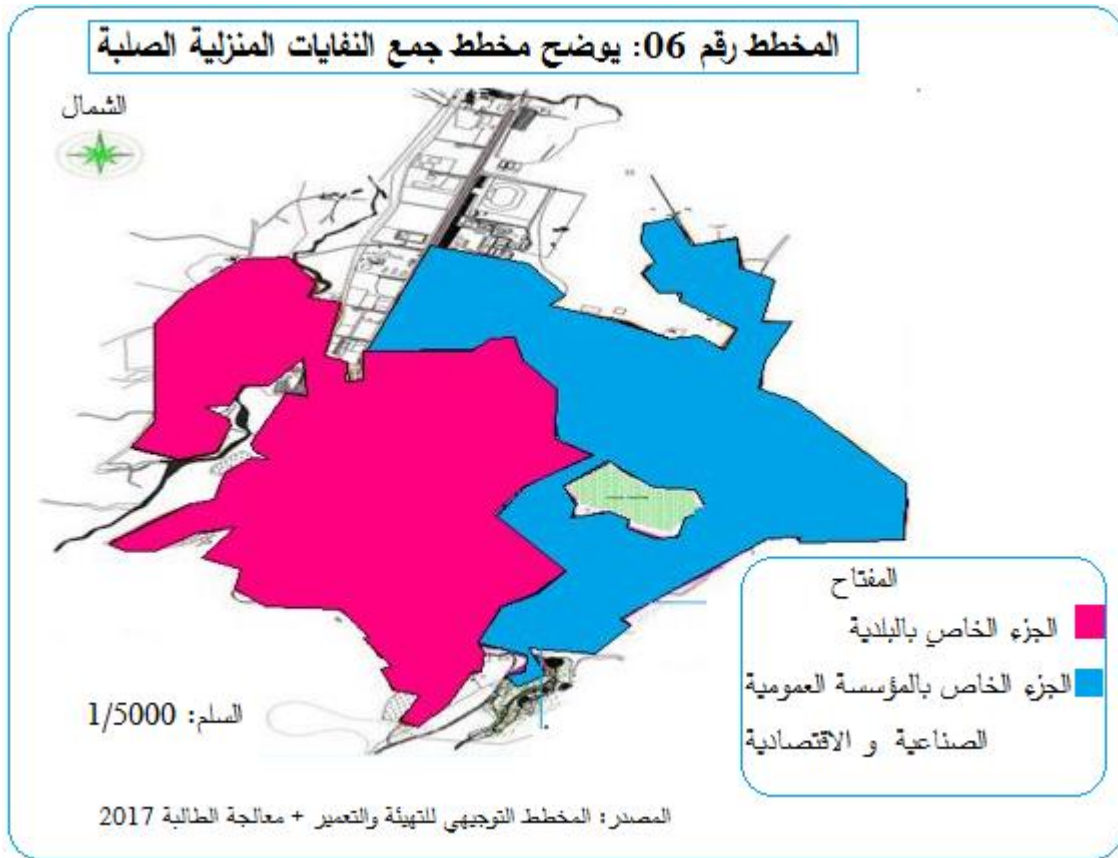 المخطط رقم 06: يوضح مخطط جمع النفايات المنزلية الصلبة
الشمال
المفتاح
الجزء الخاص بالبلدية
الجزء الخاص بالمؤسسة العمومية
الصناعية و الاقتصادية
السلم: 1/5000
المصدر: المخطط التوجيهي للتهيئة والتعمير + معالجة الطالبة 2017